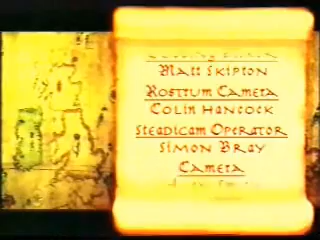 Matt Skipton
Rostrum Camera
Colin Hancock
Steadicam Operator
Simon Bray
Camera